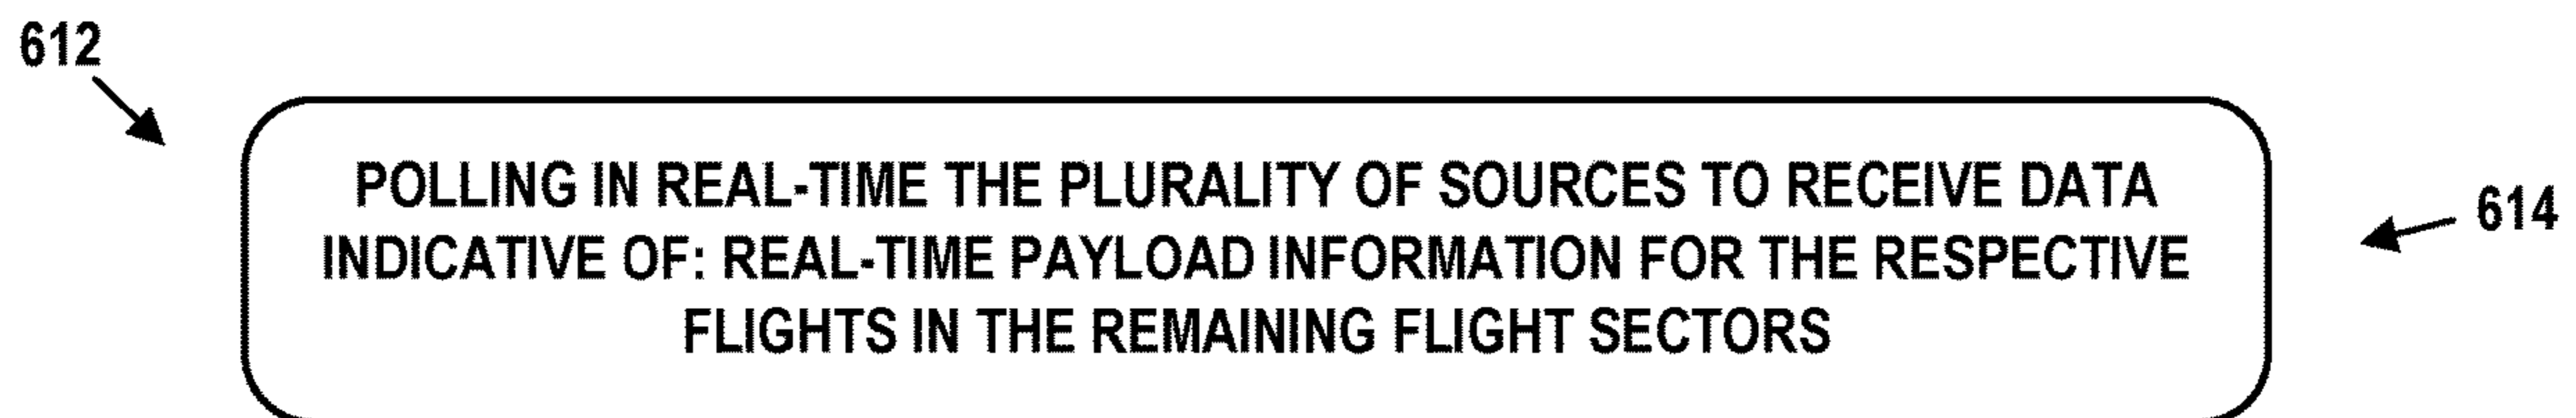 612
POLLING IN REAL-TIME THE PLURALITY OF SOURCES TO RECEIVE DATA
INDICATIVE OF: REAL-TIME PAYLOAD INFORMATION FOR THE RESPECTIVE
FLIGHTS IN THE REMAINING FLIGHT SECTORS
614